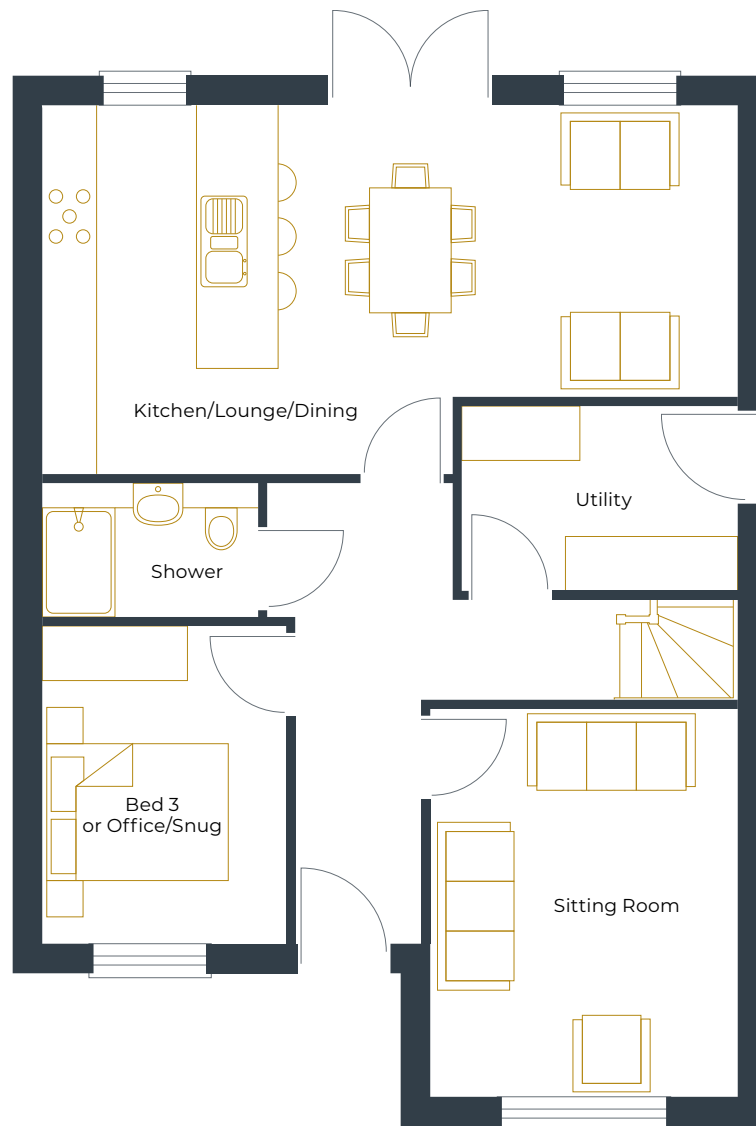 Kitchen/Lounge/Dining
Utility
Shower
Bed 3
or Office/Snug
Sitting Room